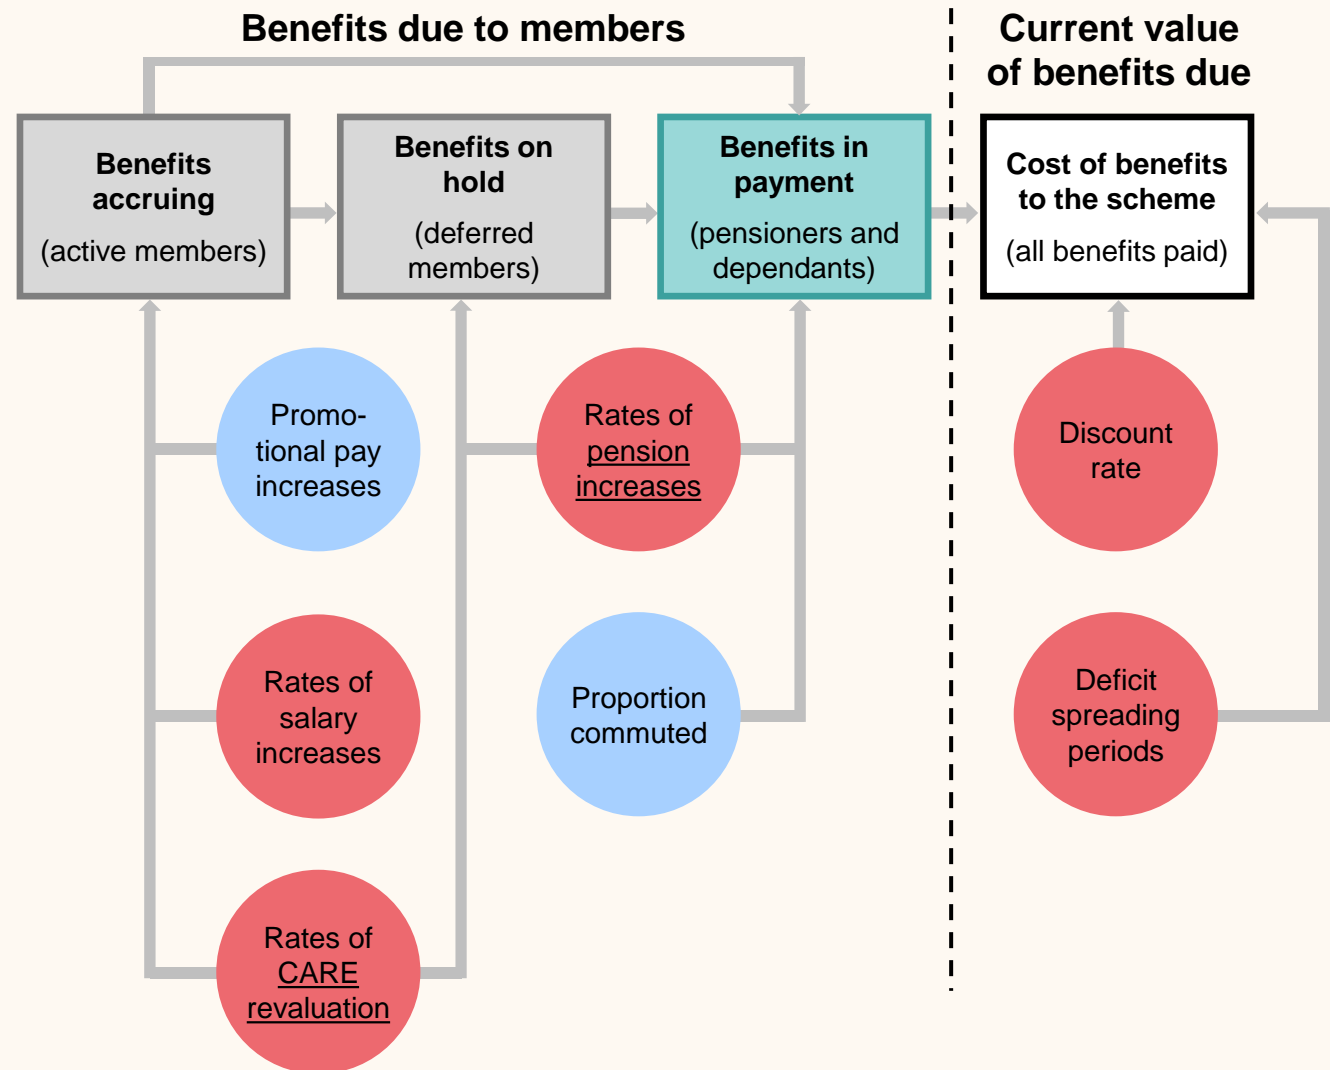 Benefits due to members
Current value
of benefits due
Benefits
accruing
(active members)
Benefits on
hold
(deferred
members)
Benefits in
payment
(pensioners and
dependants)
Cost of benefits
to the scheme
(all benefits paid)
Promo-
tional pay
increases
Rates of
pension
increases
Discount
rate
Rates of
salary
increases
Proportion
commuted
Deficit
spreading
periods
Rates of
CARE
revaluation